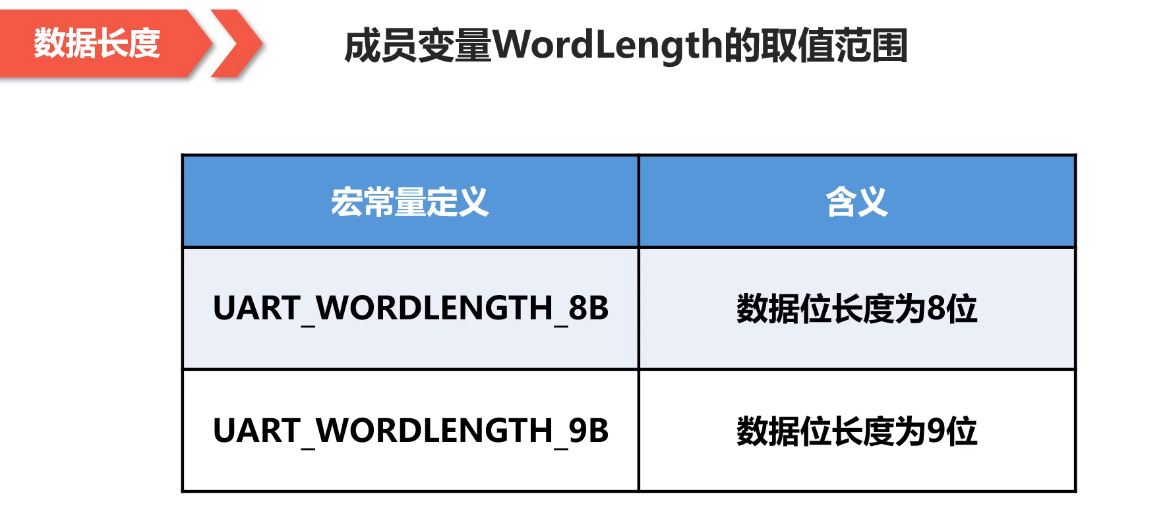 数据长度
成员变量WordLength的取值范围
宏常量定义
含义
UART_WORDLENGTH_8B
数据位长度为8位
UART_WORDLENGTH_9B
数据位长度为9位